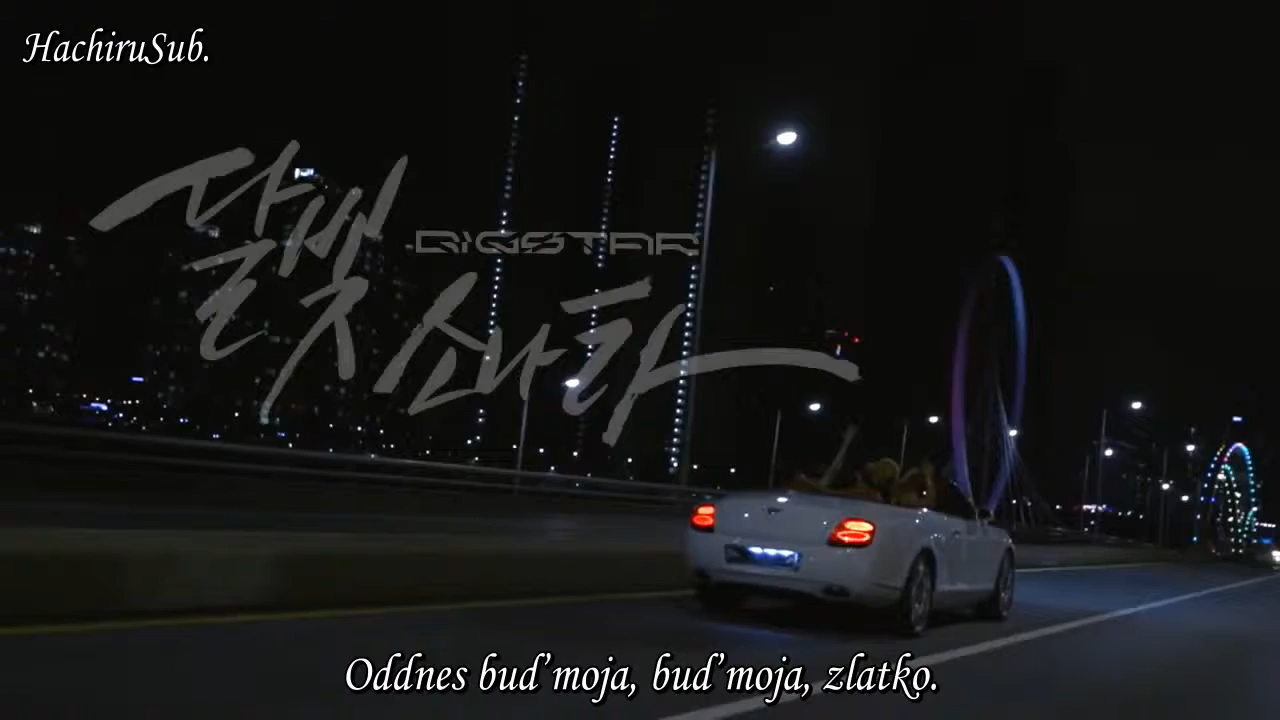 HachiruSub.
달빛
BIGSTAR
소나타
Oddnes buď moja, buď moja, zlatko.